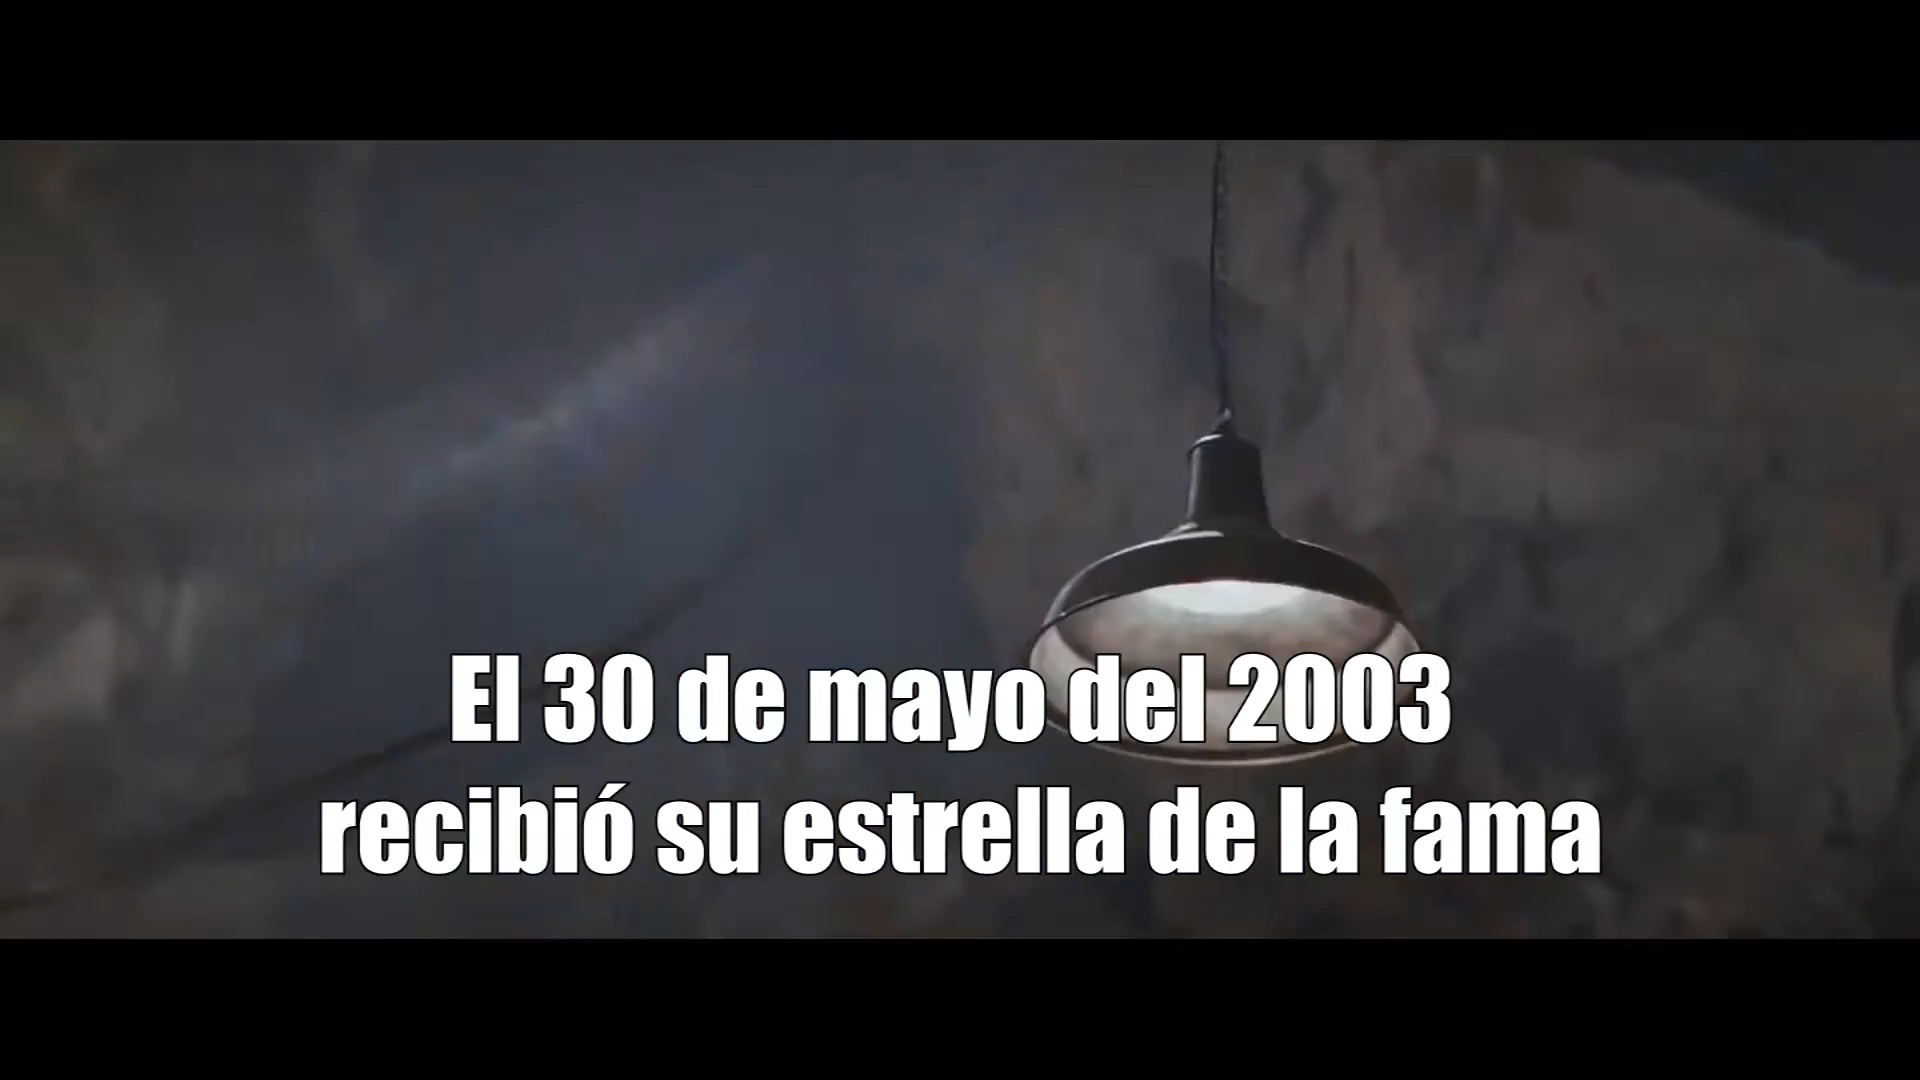 El 30 de mayo del 2003
recibió su estrella de la fama